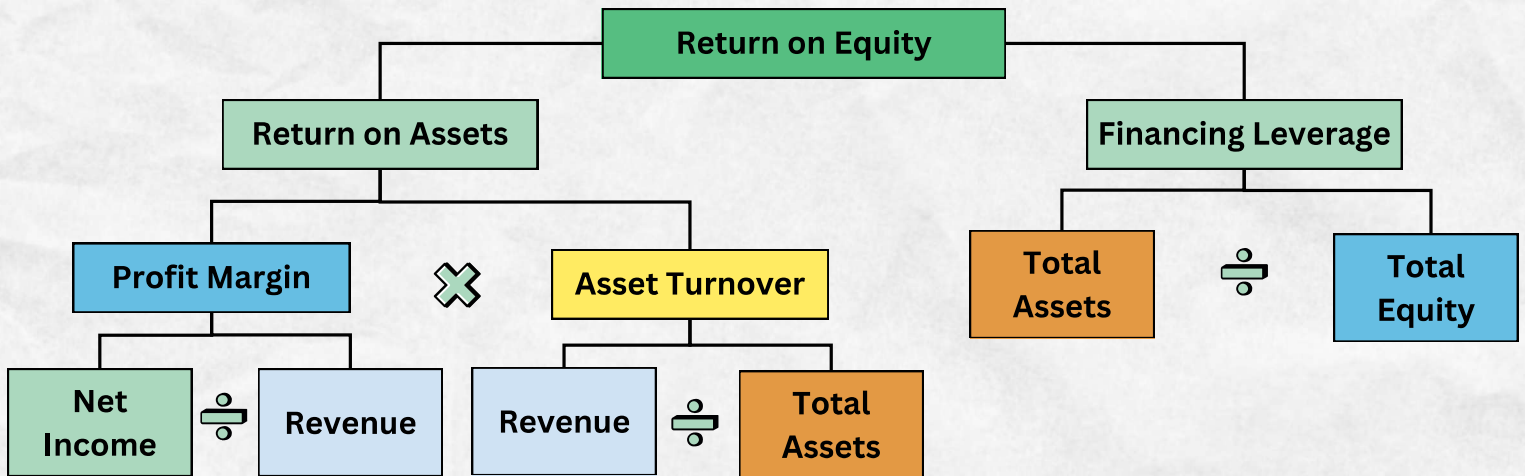 Return on Equity
Return on Assets
Financing Leverage
Profit Margin
Asset Turnover
Total
Assets
Total
Equity
Net
Income
Revenue
Revenue
Total
Assets